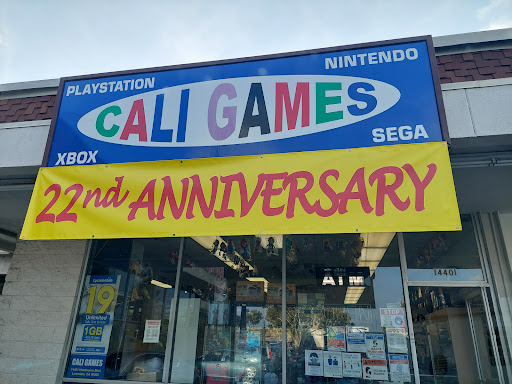 PLAYSTATION
NINTENDO
CALI GAMES
XBOX
SEGA
22nd ANNIVERSARY
ATM
14401
19
Unlimited
1GB
CALI GAMES